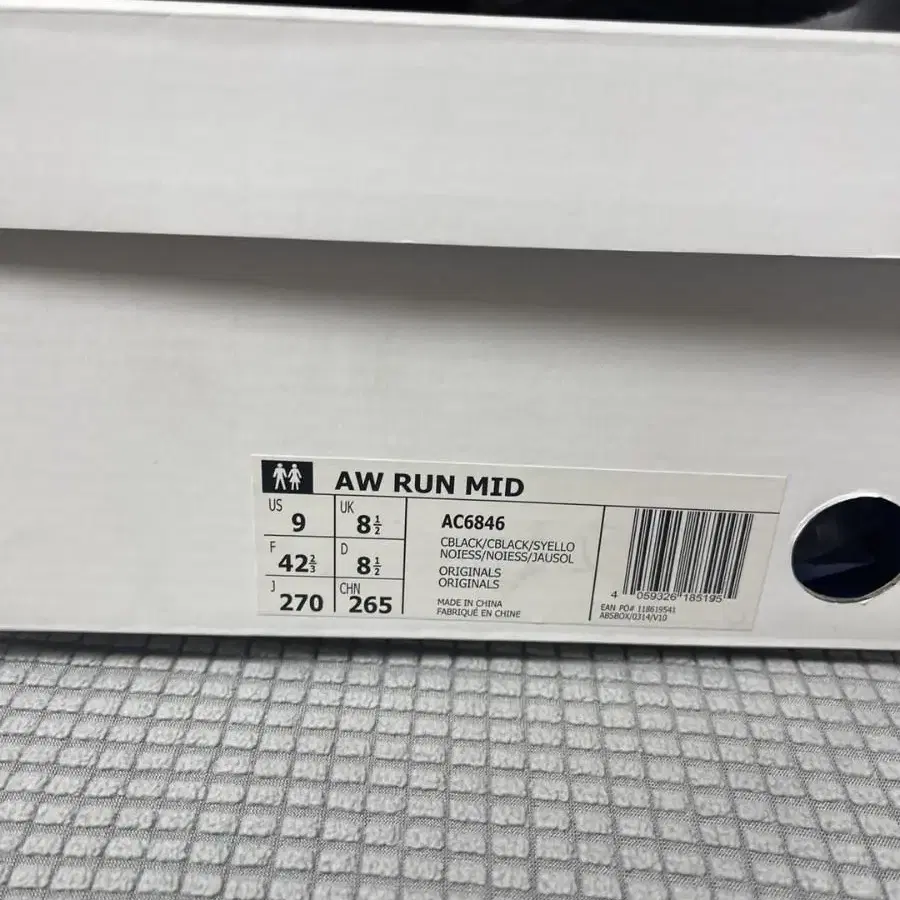 AW RUN MID
US 9 UK 8½
F 42⅔ D 8½
J 270 CHN 265
AC6846
CBLACK/CBLACK/SYELLO
NOIESS/NOIESS/JAUSOL
ORIGINALS
ORIGINALS
MADE IN CHINA
FABRIQUÉ EN CHINE
4 059326 185195
EAN PO# 118619541
ABSBOX/0314/V10